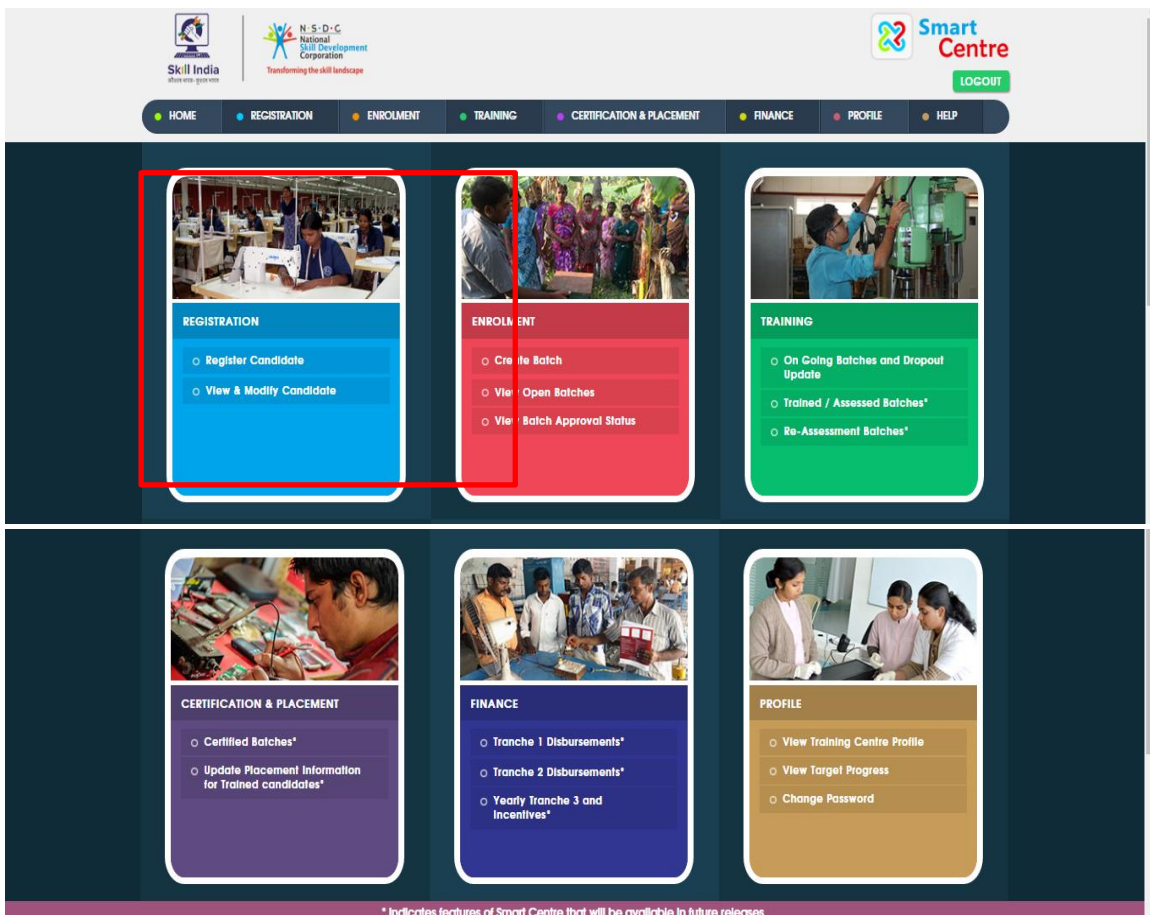 Skill India
कौशल भारत-कुशल भारत
N·S·D·C
National
Skill Development
Corporation
Transforming the skill landscape
Smart
Centre
LOGOUT
HOME REGISTRATION ENROLMENT TRAINING CERTIFICATION & PLACEMENT FINANCE PROFILE HELP
REGISTRATION
Register Candidate
View & Modify Candidate
ENROLMENT
Create Batch
View Open Batches
View Batch Approval Status
TRAINING
On Going Batches and Dropout
Update
Trained / Assessed Batches*
Re-Assessment Batches*
CERTIFICATION & PLACEMENT
Certified Batches*
Update Placement Information
for Trained candidates*
FINANCE
Tranche 1 Disbursements*
Tranche 2 Disbursements*
Yearly Tranche 3 and
Incentives*
PROFILE
View Training Centre Profile
View Target Progress
Change Password
* Indicates features of Smart Centre that will be available in future releases